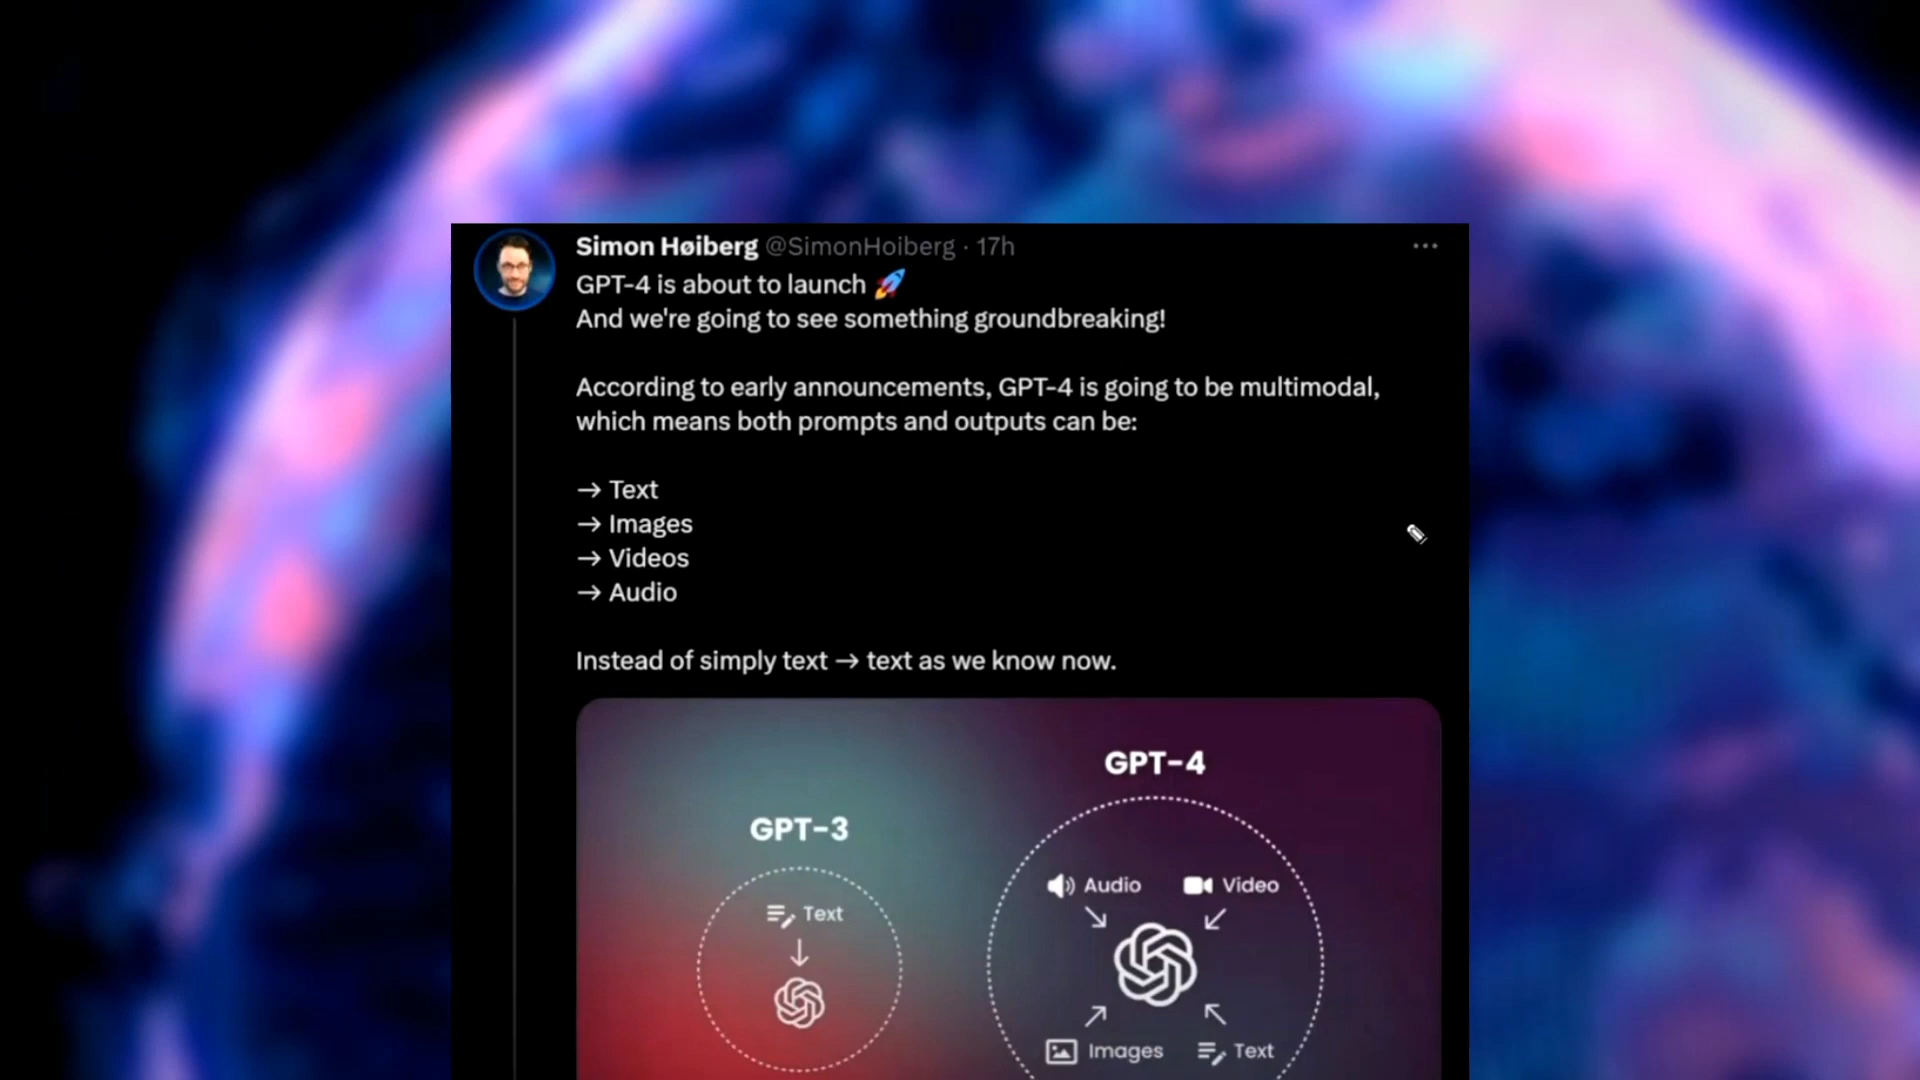 Simon Høiberg @SimonHoiberg · 17h
GPT-4 is about to launch 🚀
And we're going to see something groundbreaking!
According to early announcements, GPT-4 is going to be multimodal,
which means both prompts and outputs can be:
→ Text
→ Images
→ Videos
→ Audio
Instead of simply text → text as we know now.
GPT-3
Text
GPT-4
Audio
Video
Images
Text